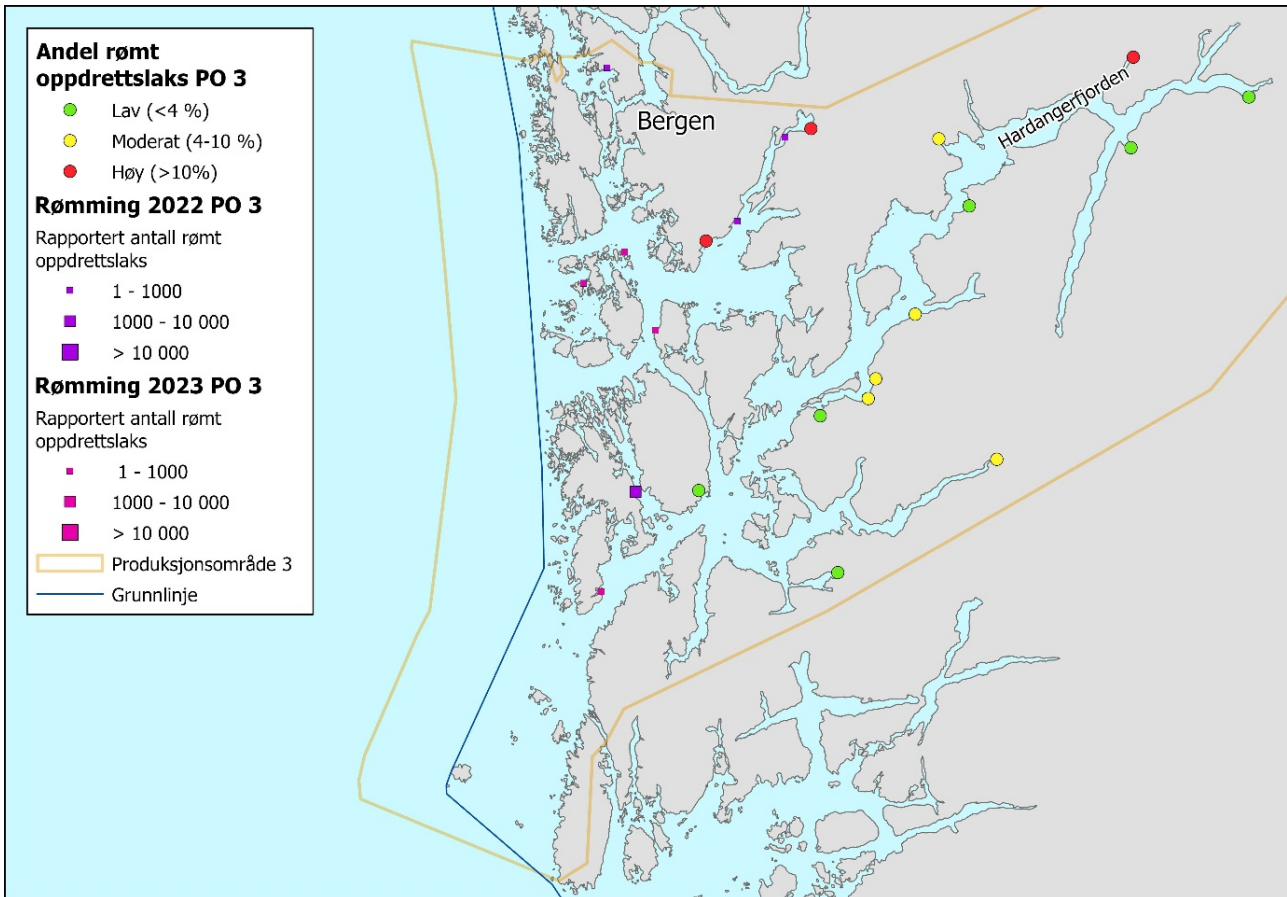 Andel rømt
oppdrettslaks PO 3
Lav (<4 %)
Moderat (4-10 %)
Høy (>10%)
Rømming 2022 PO 3
Rapportert antall rømt
oppdrettslaks
1 - 1000
1000 - 10 000
> 10 000
Rømming 2023 PO 3
Rapportert antall rømt
oppdrettslaks
1 - 1000
1000 - 10 000
> 10 000
Produksjonsområde 3
Grunnlinje
Bergen
Hardangerfjorden